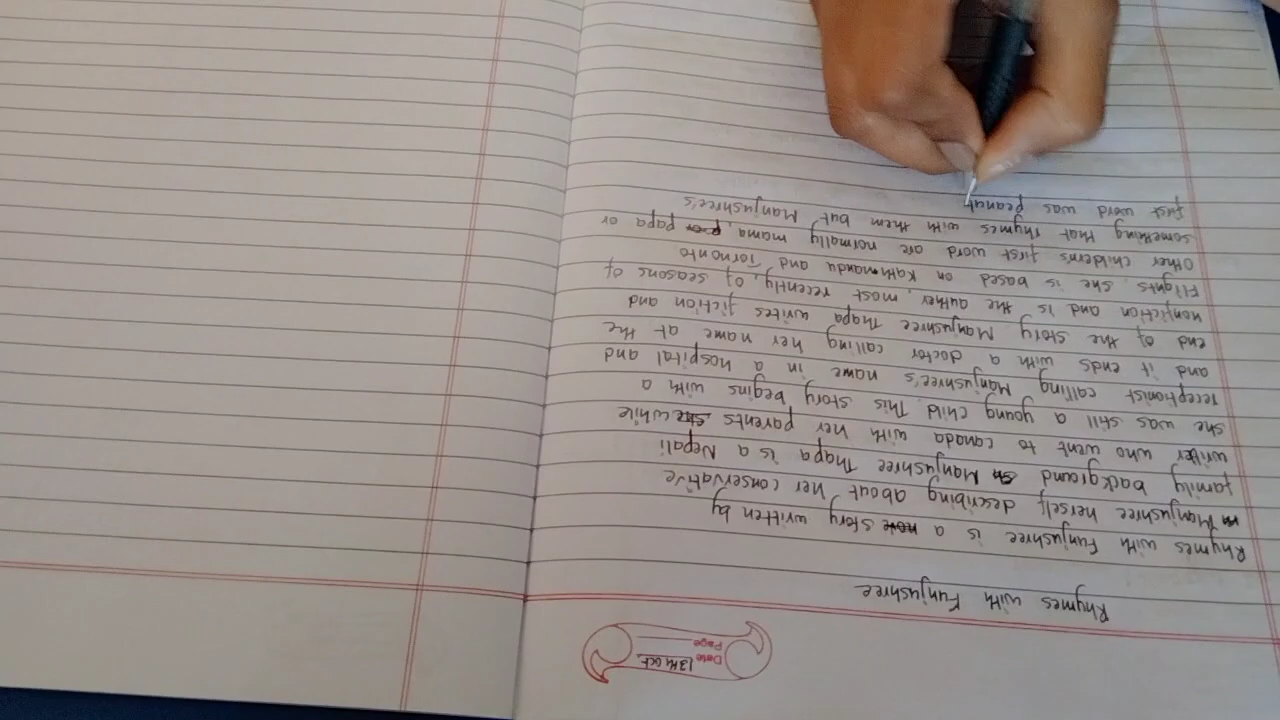 Date 13th oct.
Page
Rhymes with Funjushree
Rhymes with Funjushree is a story written by
Manjushree herself describing about her conservative
family background Manjushree Thapa is a Nepali
writer who went to canada with her parents while
she was still a young child. This story begins with a
receptionist calling Manjushree's name in a hospital and
and it ends with a doctor calling her name at the
end of the story Manjushree Thapa writes fiction and
nonfiction and is the auther, most recently, of seasons of
Flights. she is based on Kathmandu and Tornonto
Other childern's first word are normally mama, papa or
something that rhymes with them but Manjushree's
first word was peanut